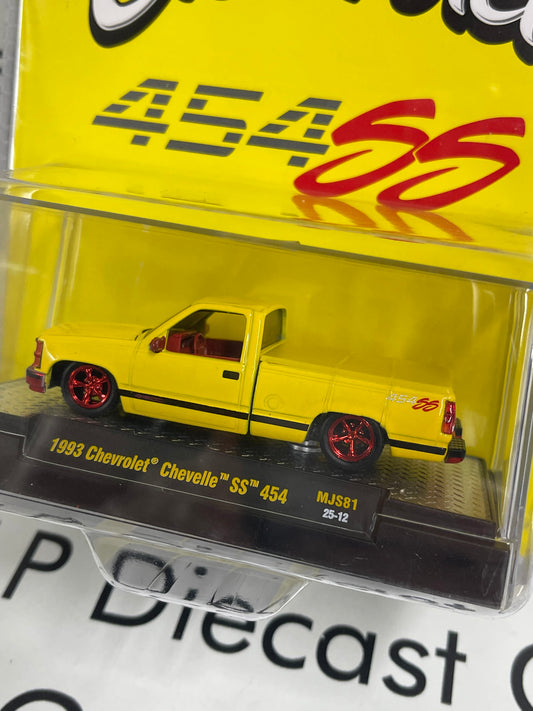 454SS
454SS
1993 Chevrolet® Chevelle™ SS™ 454
MJS81
25-12
P Diecast